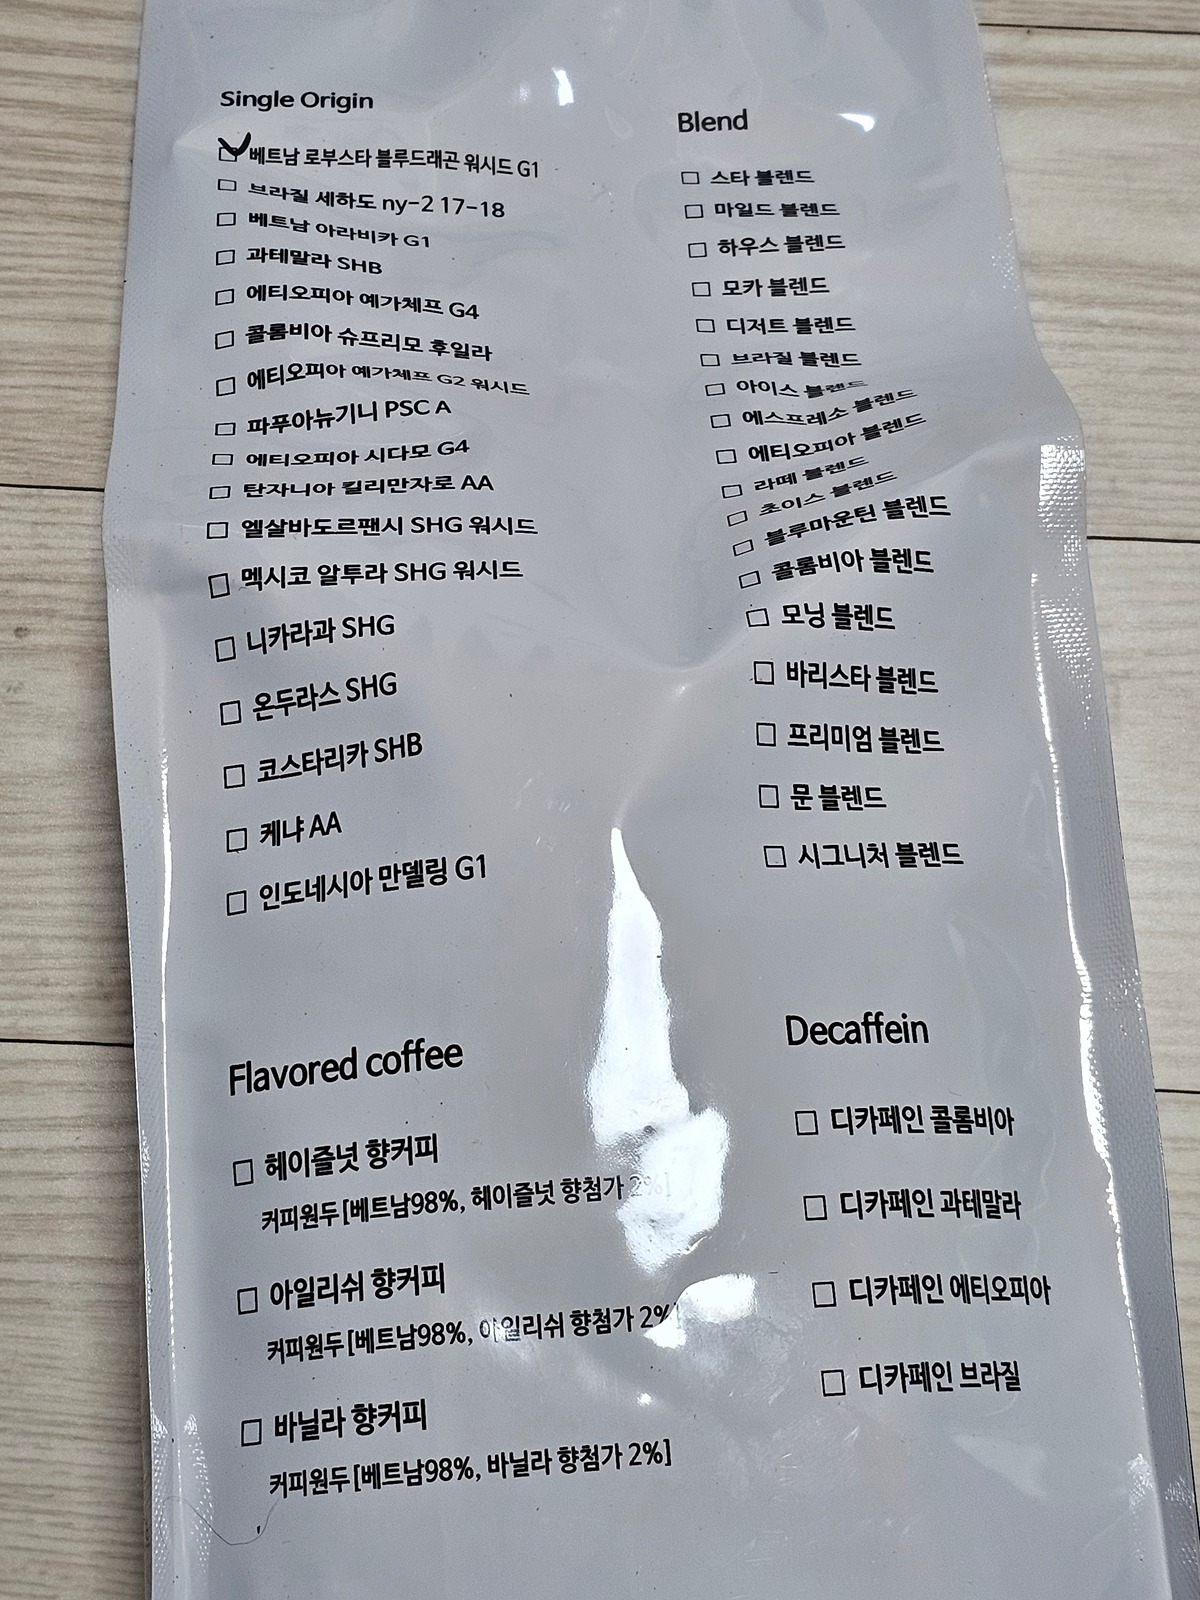 Single Origin
베트남 로부스타 블루드래곤 워시드 G1
브라질 세하도 ny-2 17-18
베트남 아라비카 G1
과테말라 SHB
에티오피아 예가체프 G4
콜롬비아 슈프리모 후일라
에티오피아 예가체프 G2 워시드
파푸아뉴기니 PSC A
에티오피아 시다모 G4
탄자니아 킬리만자로 AA
엘살바도르팬시 SHG 워시드
멕시코 알투라 SHG 워시드
니카라과 SHG
온두라스 SHG
코스타리카 SHB
케냐 AA
인도네시아 만델링 G1
Blend
스타 블렌드
마일드 블렌드
하우스 블렌드
모카 블렌드
디저트 블렌드
브라질 블렌드
아이스 블렌드
에스프레소 블렌드
에티오피아 블렌드
라떼 블렌드
초이스 블렌드
블루마운틴 블렌드
콜롬비아 블렌드
모닝 블렌드
바리스타 블렌드
프리미엄 블렌드
문 블렌드
시그니처 블렌드
Flavored coffee
헤이즐넛 향커피
커피원두[베트남98%, 헤이즐넛 향첨가 2%]
아일리쉬 향커피
커피원두[베트남98%, 아일리쉬 향첨가 2%]
바닐라 향커피
커피원두[베트남98%, 바닐라 향첨가 2%]
Decaffein
디카페인 콜롬비아
디카페인 과테말라
디카페인 에티오피아
디카페인 브라질